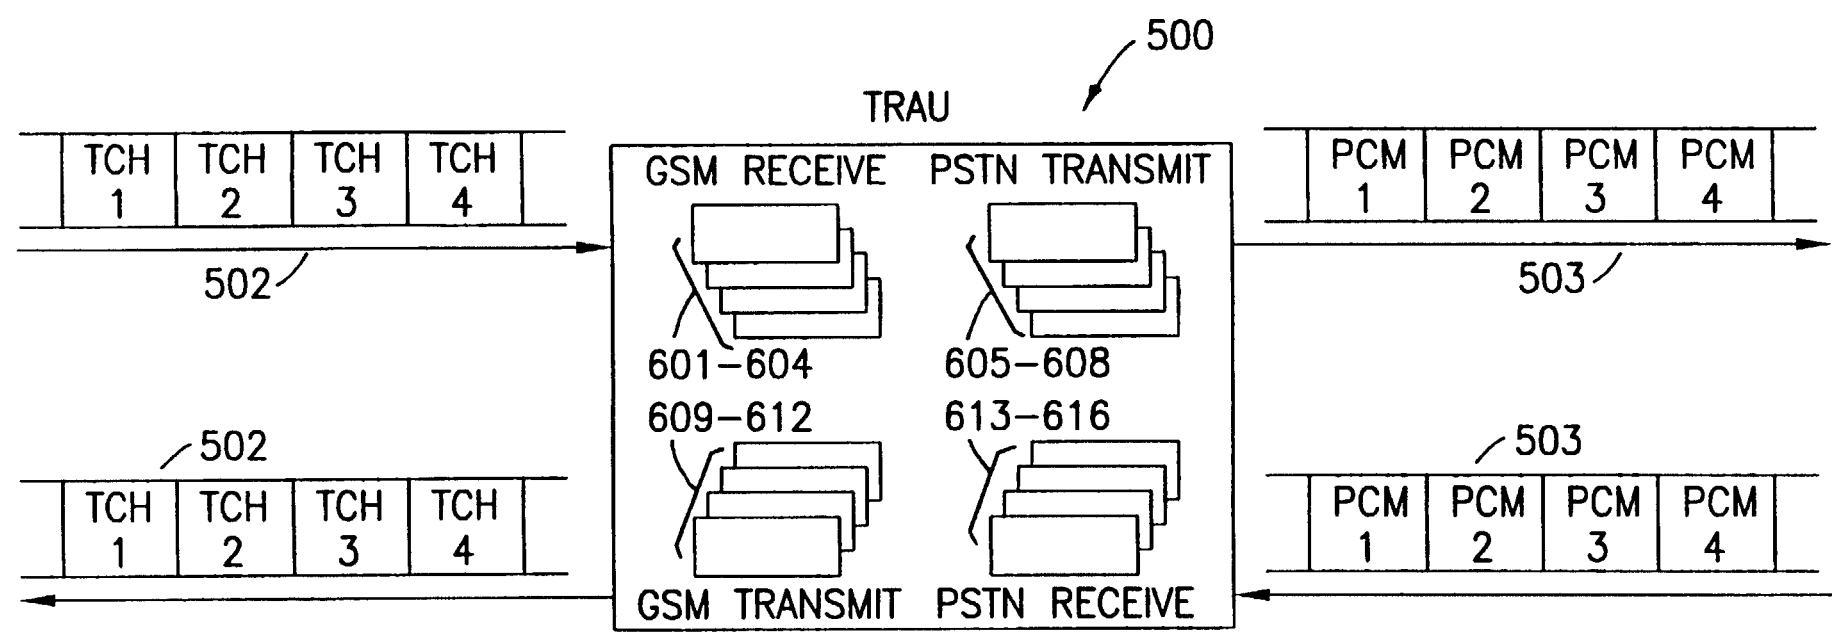 500
TRAU
TCH 1
TCH 2
TCH 3
TCH 4
502
GSM RECEIVE
PSTN TRANSMIT
601-604
605-608
PCM 1
PCM 2
PCM 3
PCM 4
503
502
TCH 1
TCH 2
TCH 3
TCH 4
609-612
613-616
GSM TRANSMIT
PSTN RECEIVE
503
PCM 1
PCM 2
PCM 3
PCM 4